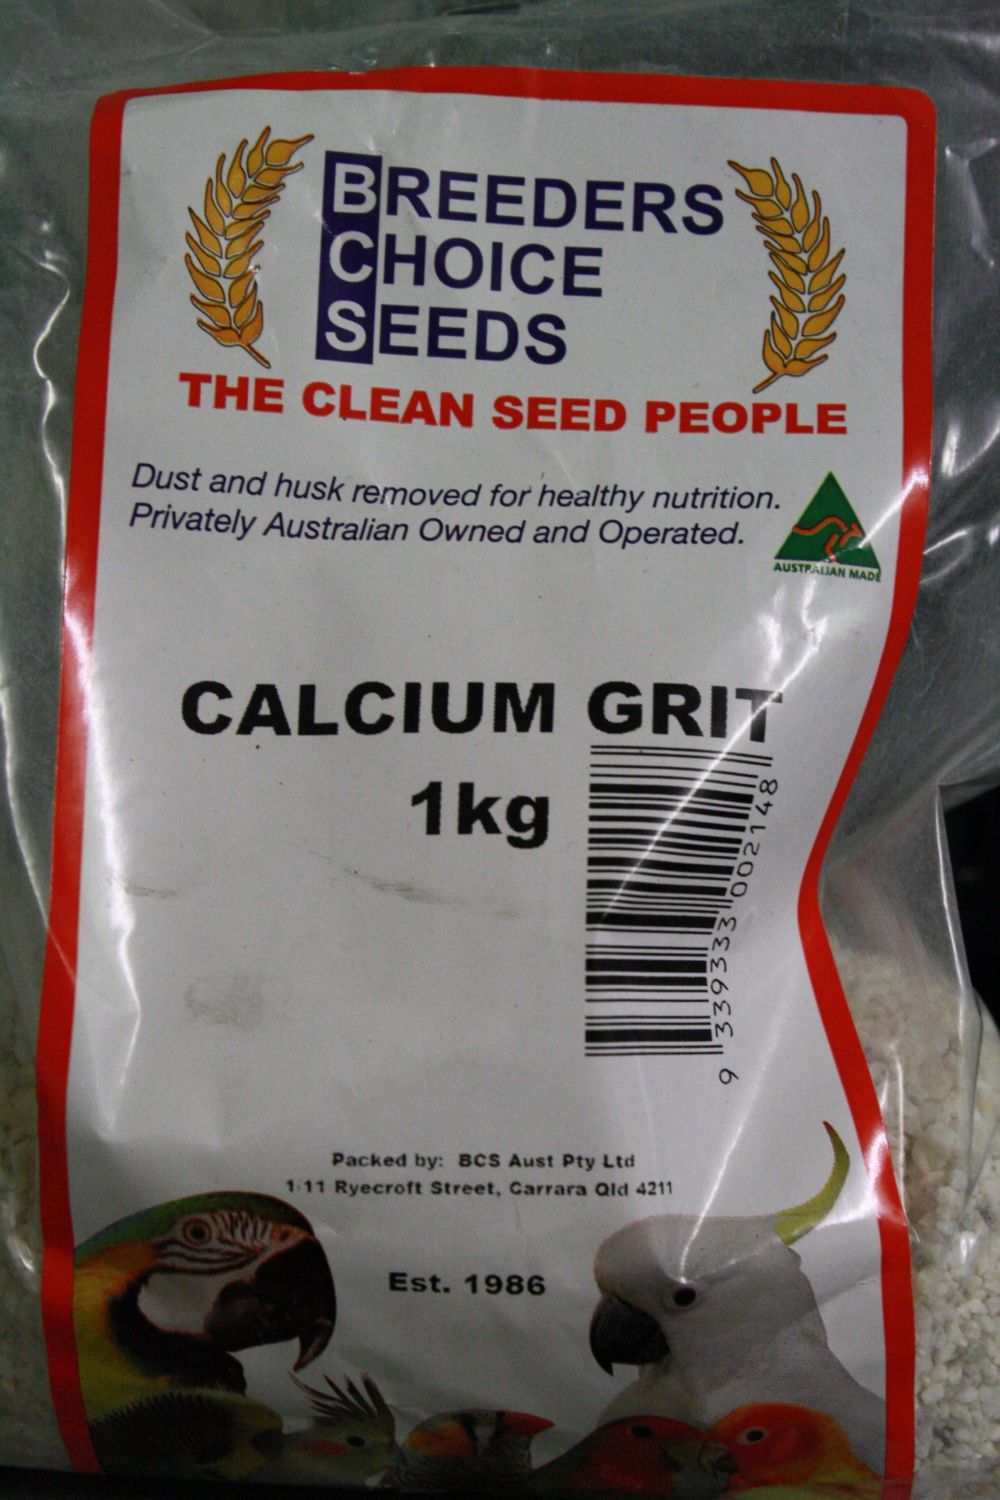 BREEDERS
CHOICE
SEEDS
THE CLEAN SEED PEOPLE
Dust and husk removed for healthy nutrition.
Privately Australian Owned and Operated.
AUSTRALIAN MADE
CALCIUM GRIT
1kg
9 339333 002148
Packed by: BCS Aust Pty Ltd
1/11 Ryecroft Street, Carrara Qld 4211
Est. 1986